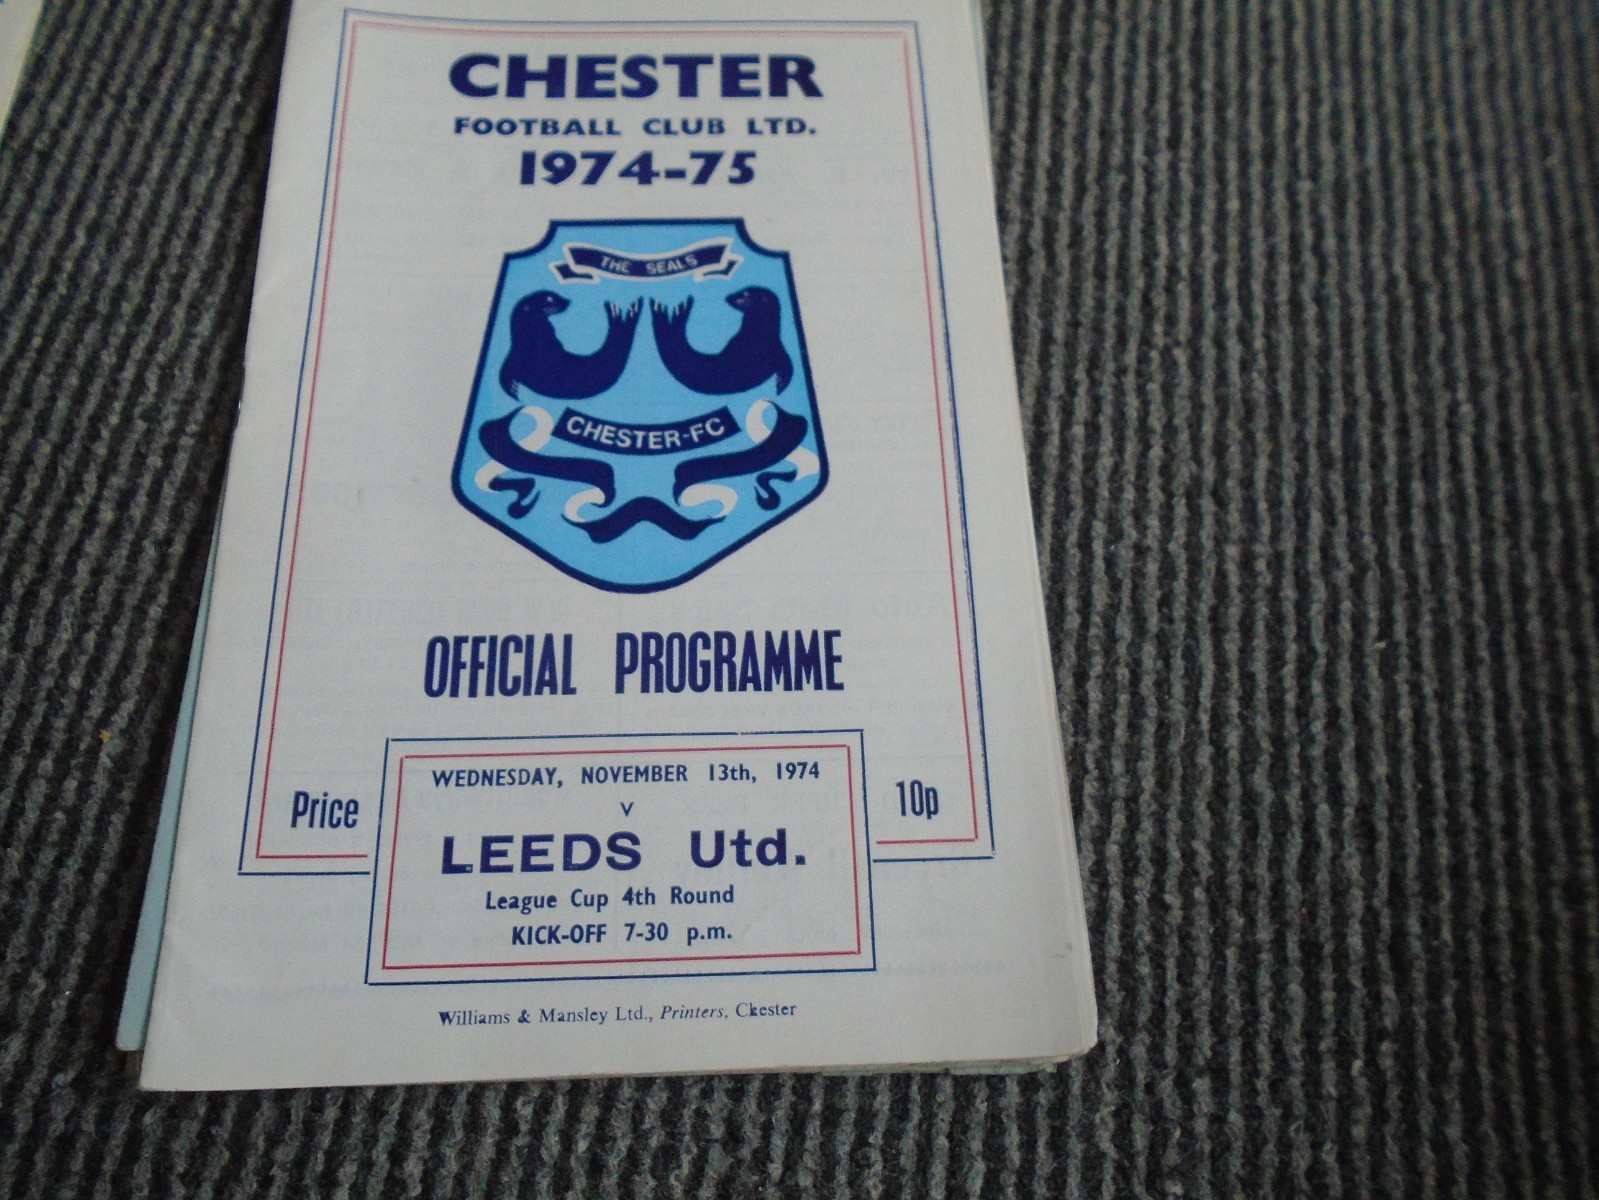 CHESTER
FOOTBALL CLUB LTD.
1974-75
THE SEALS
CHESTER-FC
OFFICIAL PROGRAMME
Price
10p
WEDNESDAY, NOVEMBER 13th, 1974
v
LEEDS Utd.
League Cup 4th Round
KICK-OFF 7-30 p.m.
Williams & Mansley Ltd., Printers, Chester